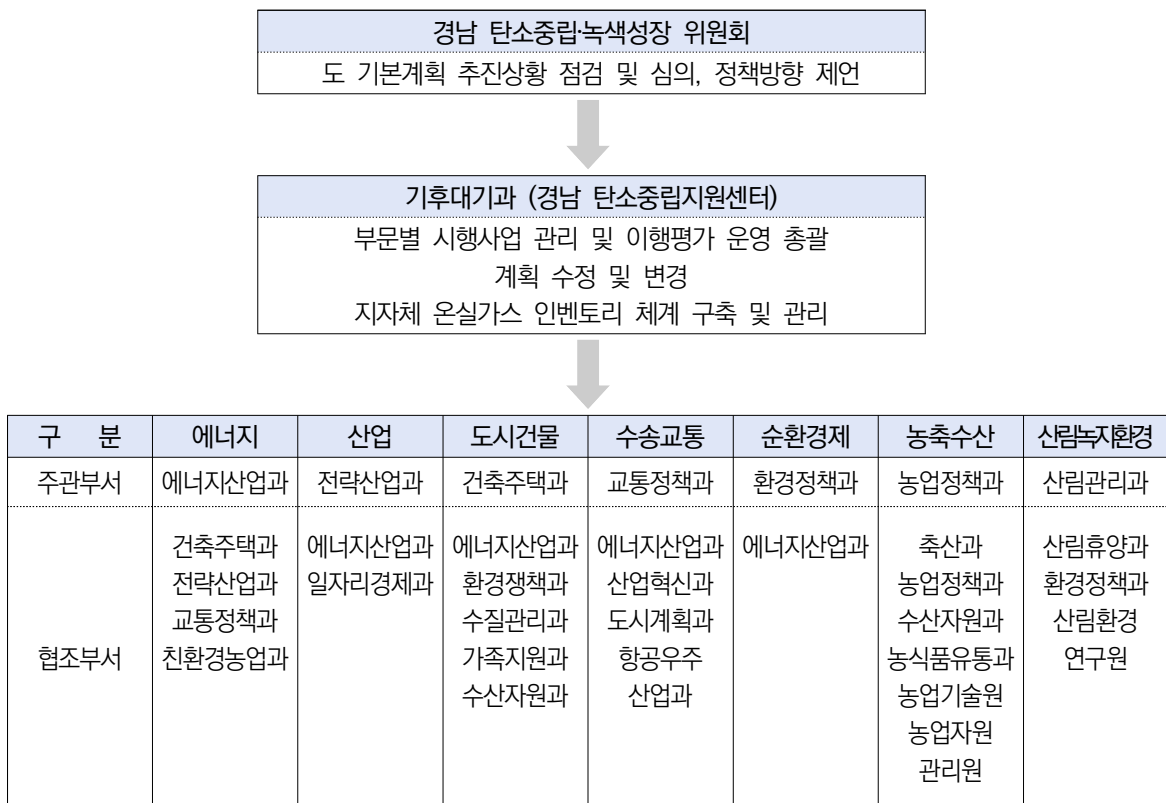 경남 탄소중립·녹색성장 위원회
도 기본계획 추진상황 점검 및 심의, 정책방향 제언
기후대기과 (경남 탄소중립지원센터)
부문별 시행사업 관리 및 이행평가 운영 총괄
계획 수정 및 변경
지자체 온실가스 인벤토리 체계 구축 및 관리
구 분 에너지 산업 도시건물 수송교통 순환경제 농축수산 산림녹지환경
주관부서 에너지산업과 전략산업과 건축주택과 교통정책과 환경정책과 농업정책과 산림관리과
협조부서
건축주택과
전략산업과
교통정책과
친환경농업과
에너지산업과
일자리경제과
에너지산업과
환경쟁책과
수질관리과
가족지원과
수산자원과
에너지산업과
산업혁신과
도시계획과
항공우주
산업과
에너지산업과
축산과
농업정책과
수산자원과
농식품유통과
농업기술원
농업자원
관리원
산림휴양과
환경정책과
산림환경
연구원